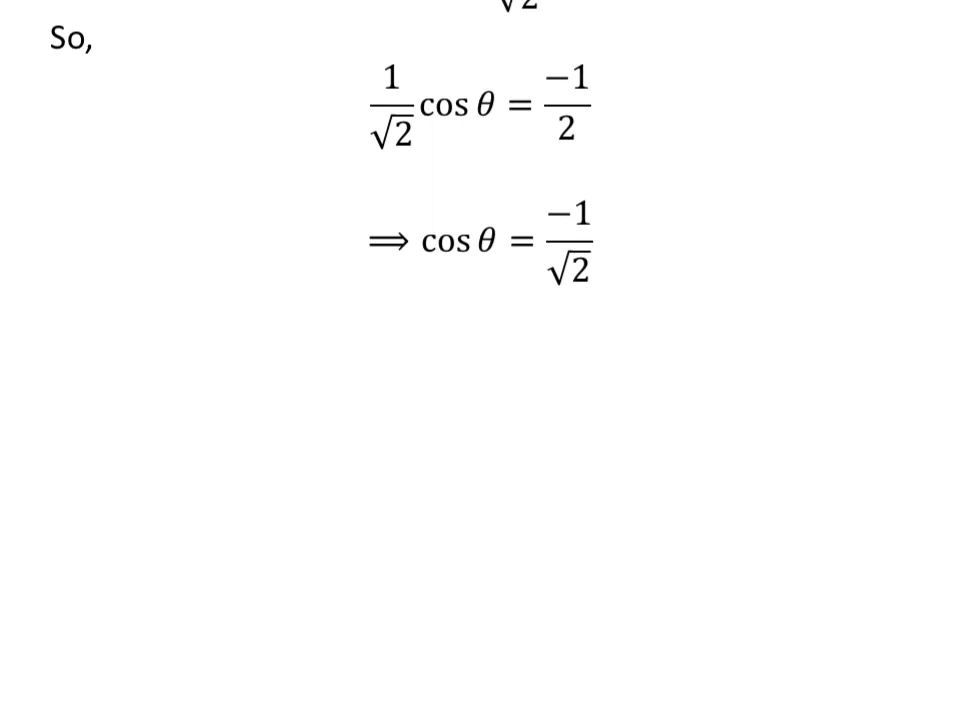 So,
1/√2 cos θ = −1/2
⟹ cos θ = −1/√2